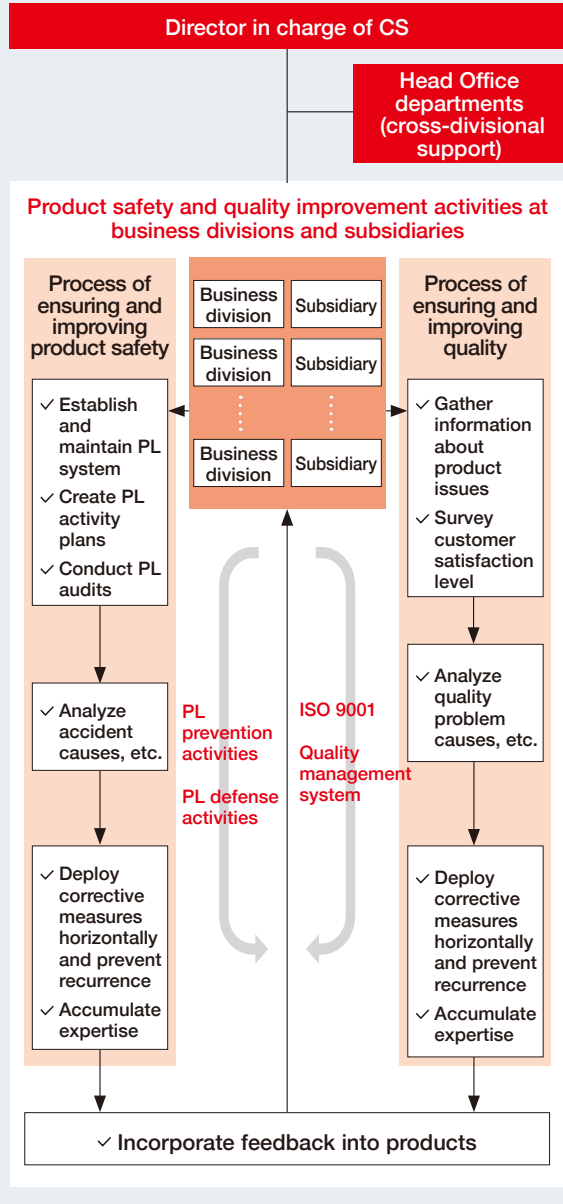 Director in charge of CS
Head Office
departments
(cross-divisional
support)
Product safety and quality improvement activities at
business divisions and subsidiaries
Process of
ensuring and
improving
product safety
✓ Establish
and
maintain PL
system
✓ Create PL
activity
plans
✓ Conduct PL
audits
✓ Analyze
accident
causes, etc.
✓ Deploy
corrective
measures
horizontally
and prevent
recurrence
✓ Accumulate
expertise
Business
division
Subsidiary
Business
division
Subsidiary
Business
division
Subsidiary
PL
prevention
activities
PL defense
activities
ISO 9001
Quality
management
system
Process of
ensuring and
improving
quality
✓ Gather
information
about
product
issues
✓ Survey
customer
satisfaction
level
✓ Analyze
quality
problem
causes, etc.
✓ Deploy
corrective
measures
horizontally
and prevent
recurrence
✓ Accumulate
expertise
✓ Incorporate feedback into products